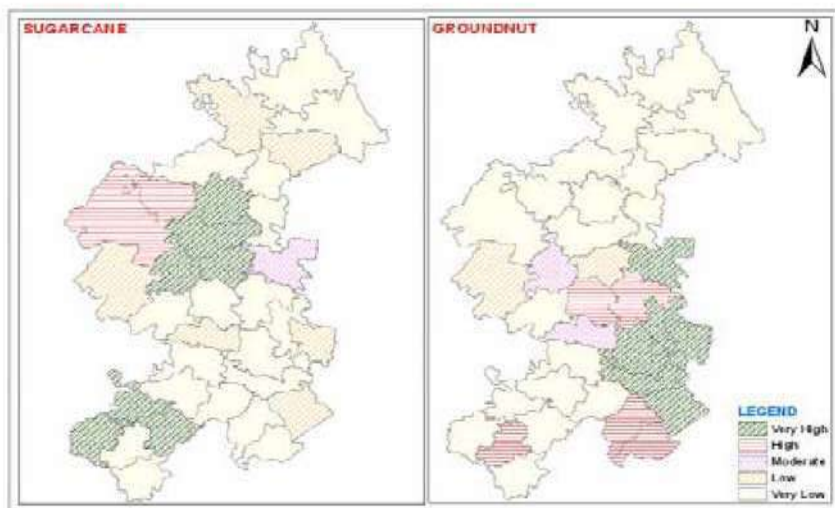 SUGARCANE
GROUNDNUT
N
LEGEND
Very High
High
Moderate
Low
Very Low